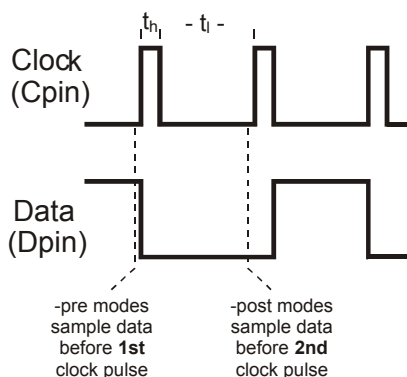 th - tl -
Clock
(Cpin)
Data
(Dpin)
-pre modes
sample data
before 1st
clock pulse
-post modes
sample data
before 2nd
clock pulse